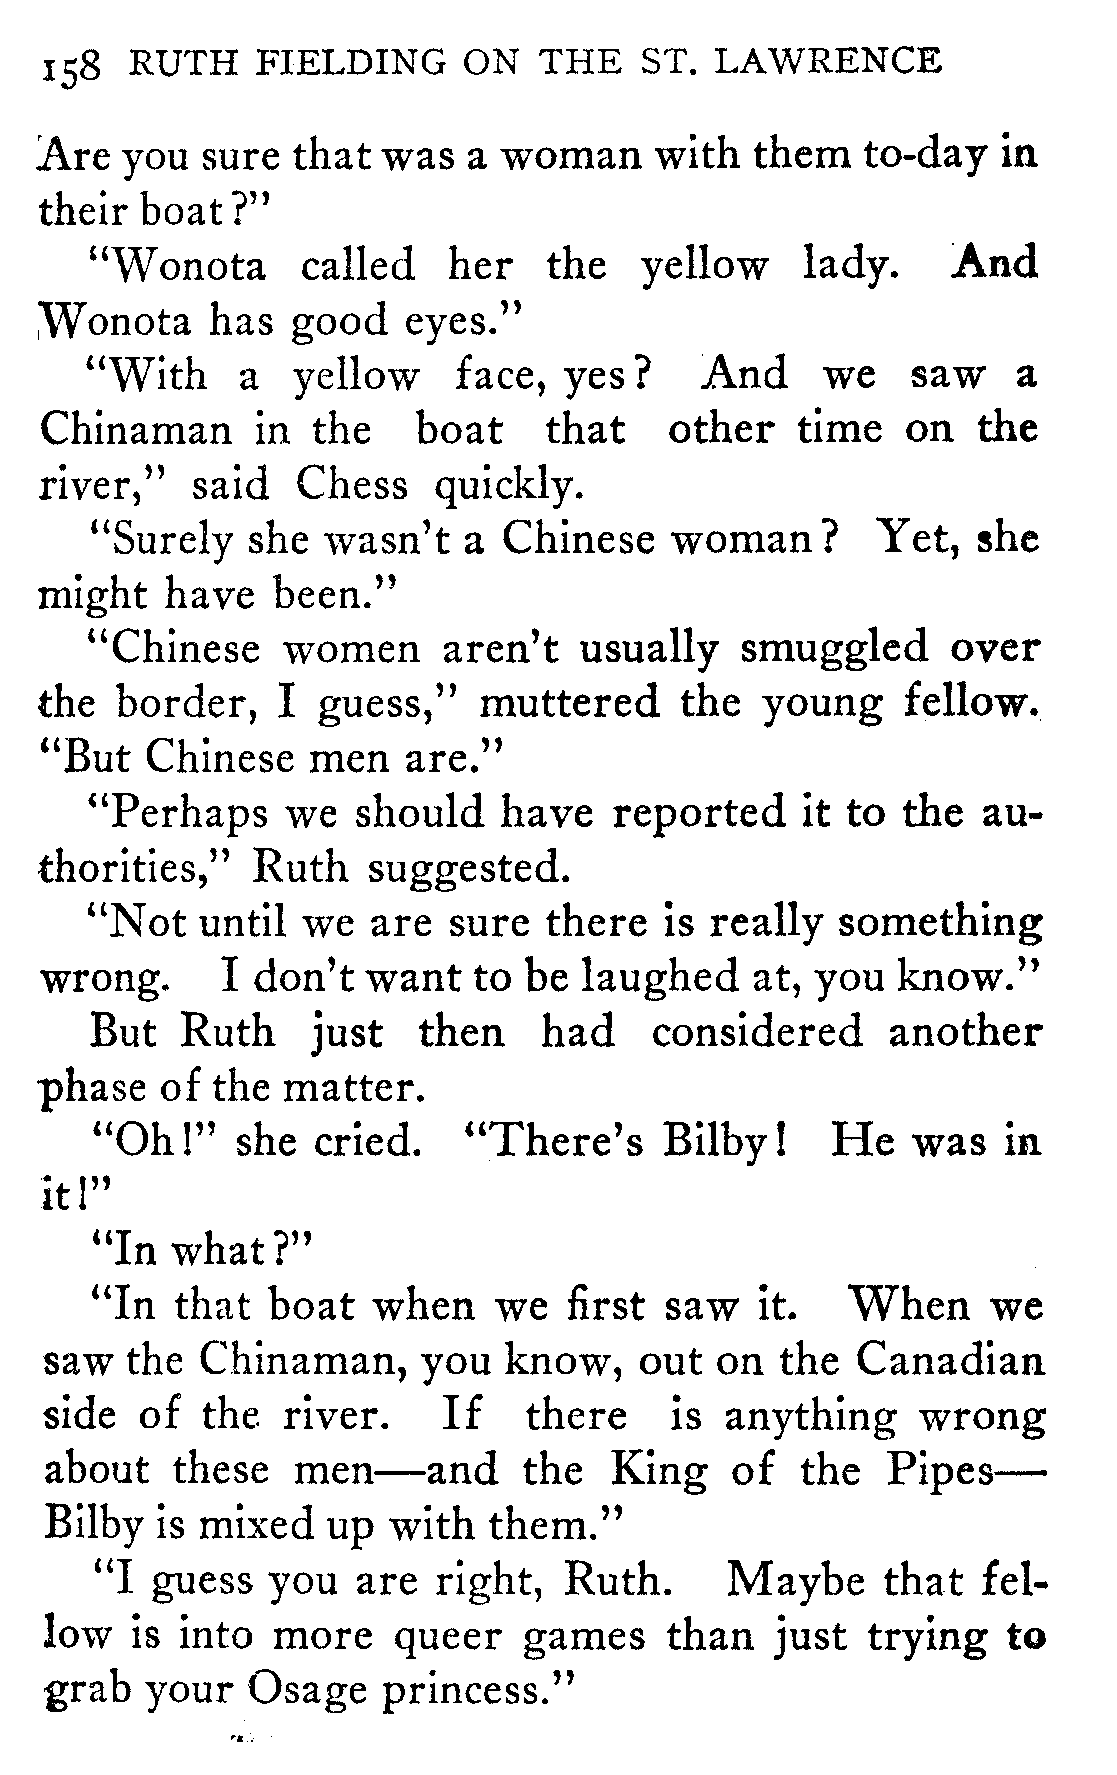 158 RUTH FIELDING ON THE ST. LAWRENCE
Are you sure that was a woman with them to-day in
their boat?"
"Wonota called her the yellow lady. And
Wonota has good eyes."
"With a yellow face, yes? And we saw a
Chinaman in the boat that other time on the
river," said Chess quickly.
"Surely she wasn't a Chinese woman? Yet, she
might have been."
"Chinese women aren't usually smuggled over
the border, I guess," muttered the young fellow.
"But Chinese men are."
"Perhaps we should have reported it to the au-
thorities," Ruth suggested.
"Not until we are sure there is really something
wrong. I don't want to be laughed at, you know."
But Ruth just then had considered another
phase of the matter.
"Oh!" she cried. "There's Bilby! He was in
it!"
"In what?"
"In that boat when we first saw it. When we
saw the Chinaman, you know, out on the Canadian
side of the river. If there is anything wrong
about these men—and the King of the Pipes—
Bilby is mixed up with them."
"I guess you are right, Ruth. Maybe that fel-
low is into more queer games than just trying to
grab your Osage princess."